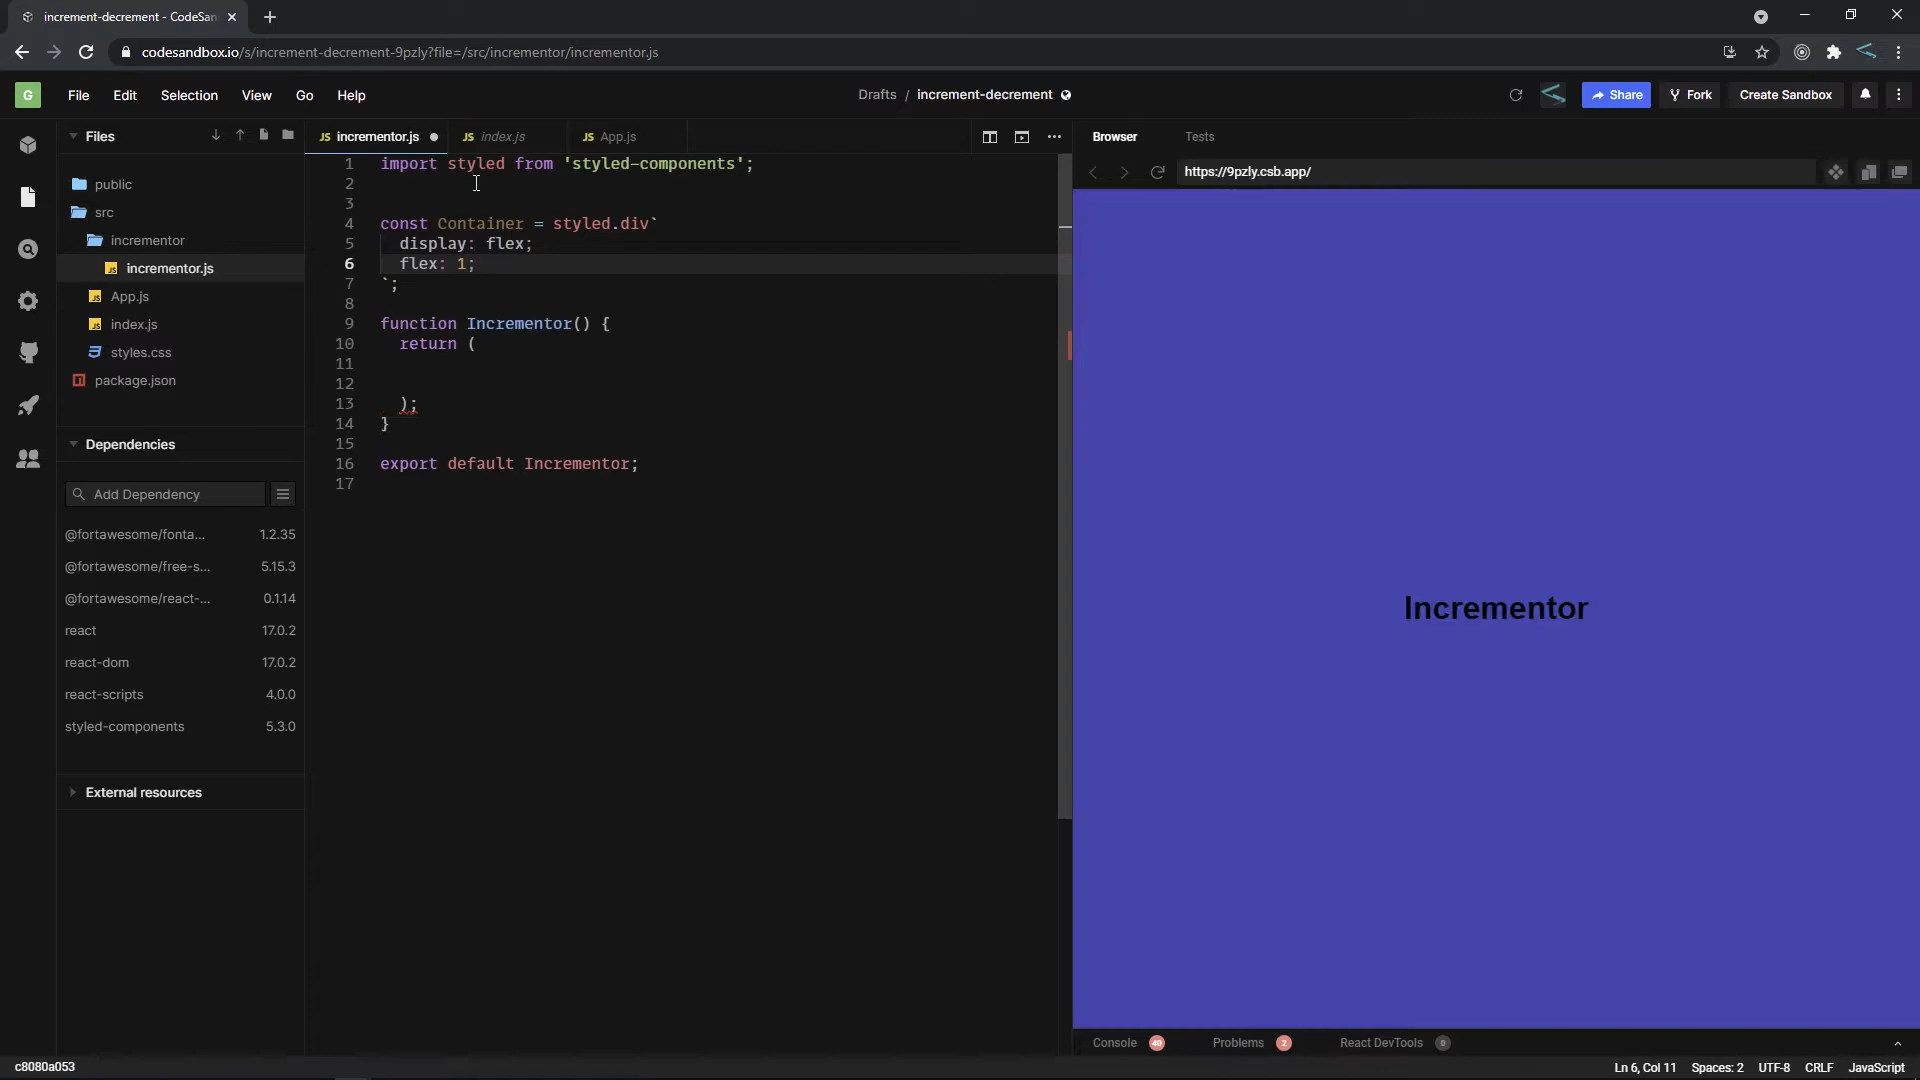 increment-decrement - CodeSan
codesandbox.io/s/increment-decrement-9pzly?file=/src/incrementor/incrementor.js
G File Edit Selection View Go Help
Drafts / increment-decrement
Share Fork Create Sandbox
Files
public
src
incrementor
JS incrementor.js
JS App.js
JS index.js
styles.css
package.json
Dependencies
Add Dependency
@fortawesome/fonta... 1.2.35
@fortawesome/free-s... 5.15.3
@fortawesome/react-... 0.1.14
react 17.0.2
react-dom 17.0.2
react-scripts 4.0.0
styled-components 5.3.0
External resources
JS incrementor.js JS index.js JS App.js
1 import styled from 'styled-components';
2
3
4 const Container = styled.div`
5 display: flex;
6 flex: 1;
7 `;
8
9 function Incrementor() {
10 return (
11
12
13 );
14 }
15
16 export default Incrementor;
17
Browser Tests
https://9pzly.csb.app/
Incrementor
Console 40 Problems 2 React DevTools 0
c8080a053
Ln 6, Col 11 Spaces: 2 UTF-8 CRLF JavaScript